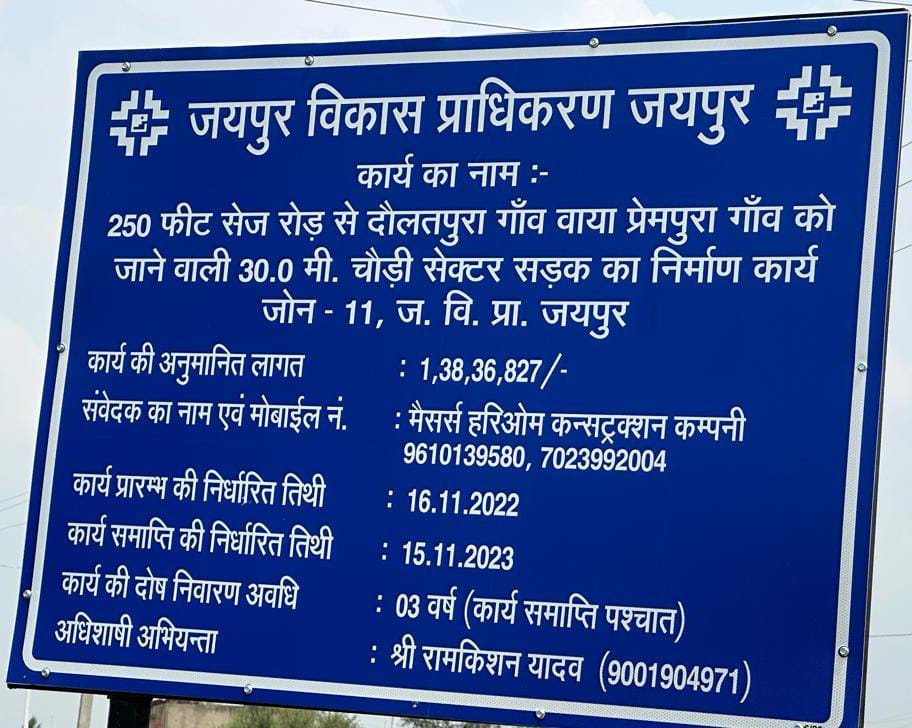 जयपुर विकास प्राधिकरण जयपुर
कार्य का नाम :-
250 फीट सेज रोड़ से दौलतपुरा गाँव वाया प्रेमपुरा गाँव को
जाने वाली 30.0 मी. चौड़ी सेक्टर सड़क का निर्माण कार्य
जोन - 11, ज. वि. प्रा. जयपुर
कार्य की अनुमानित लागत : 1,38,36,827/-
संवेदक का नाम एवं मोबाईल नं. : मैसर्स हरिओम कन्सट्रक्शन कम्पनी
9610139580, 7023992004
कार्य प्रारम्भ की निर्धारित तिथी : 16.11.2022
कार्य समाप्ति की निर्धारित तिथी : 15.11.2023
कार्य की दोष निवारण अवधि : 03 वर्ष (कार्य समाप्ति पश्चात)
अधिशाषी अभियन्ता : श्री रामकिशन यादव (9001904971)